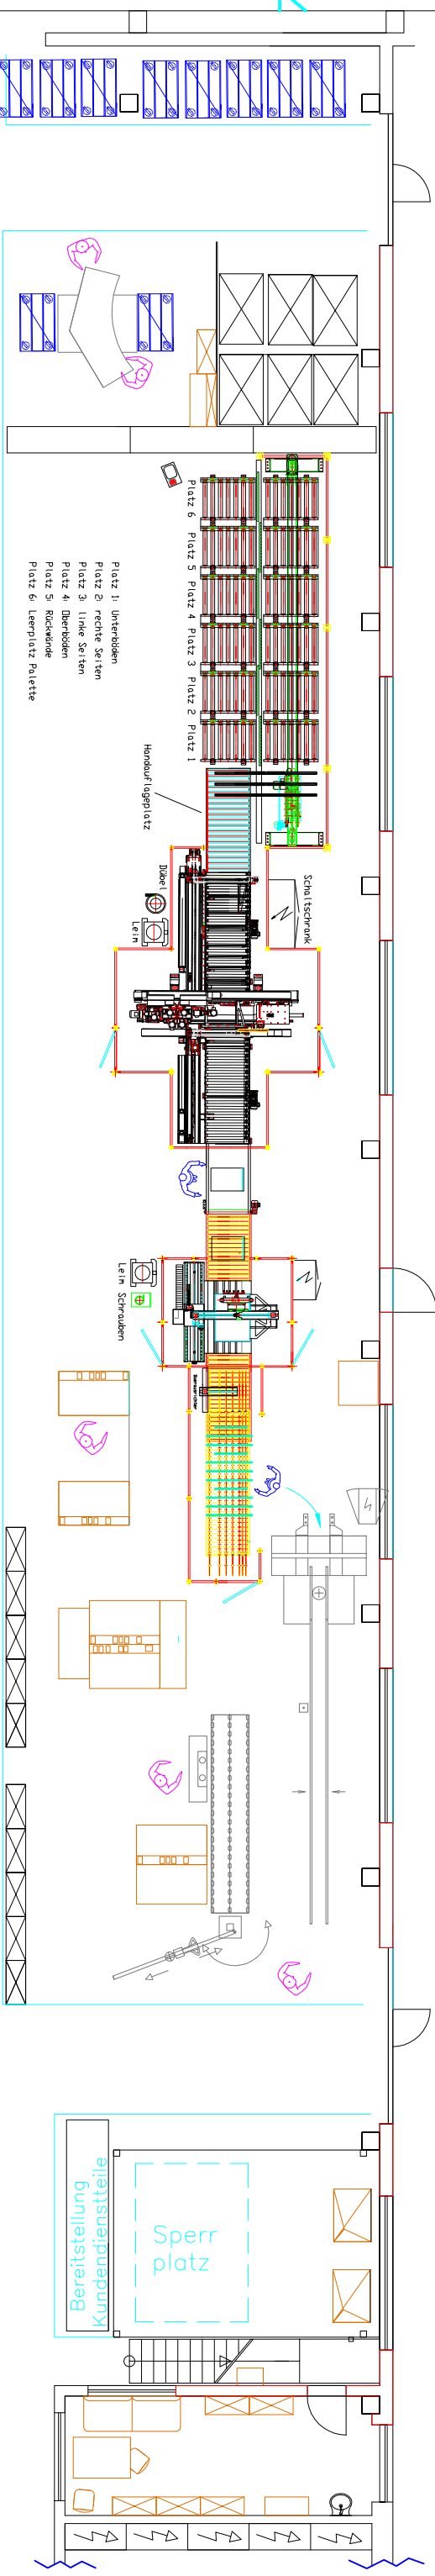 Platz 6
Platz 5
Platz 4
Platz 3
Platz 2
Platz 1
Platz 1: Unterböden
Platz 2: rechte Seiten
Platz 3: linke Seiten
Platz 4: Oberböden
Platz 5: Rückwände
Platz 6: Leerplatz Palette
Handauflageplatz
Schaltschrank
Dübel
Leim
Leim
Schrauben
Sperr
platz
Bereitstellung
Kundendienstteile